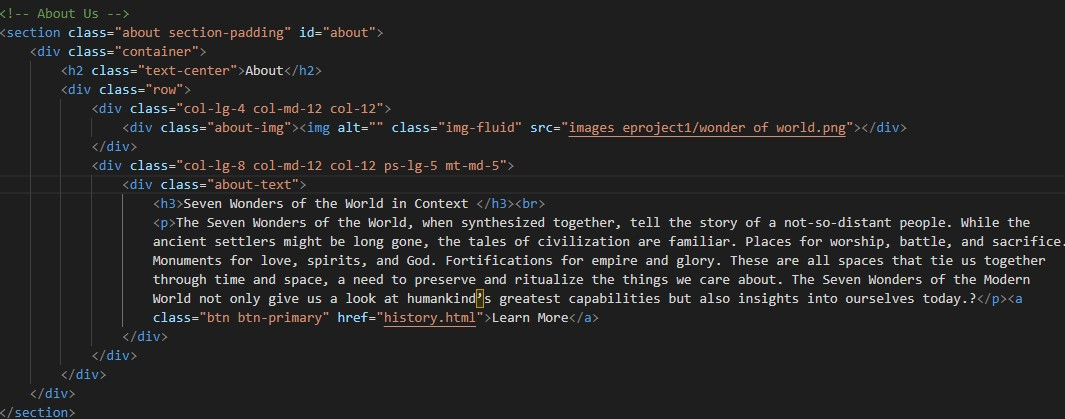 <!-- About Us -->
<section class="about section-padding" id="about">
<div class="container">
<h2 class="text-center">About</h2>
<div class="row">
<div class="col-lg-4 col-md-12 col-12">
<div class="about-img"><img alt="" class="img-fluid" src="images eproject1/wonder of world.png"></div>
</div>
<div class="col-lg-8 col-md-12 col-12 ps-lg-5 mt-md-5">
<div class="about-text">
<h3>Seven Wonders of the World in Context </h3><br>
<p>The Seven Wonders of the World, when synthesized together, tell the story of a not-so-distant people. While the
ancient settlers might be long gone, the tales of civilization are familiar. Places for worship, battle, and sacrifice.
Monuments for love, spirits, and God. Fortifications for empire and glory. These are all spaces that tie us together
through time and space, a need to preserve and ritualize the things we care about. The Seven Wonders of the Modern
World not only give us a look at humankind’s greatest capabilities but also insights into ourselves today.?</p><a
class="btn btn-primary" href="history.html">Learn More</a>
</div>
</div>
</div>
</div>
</section>